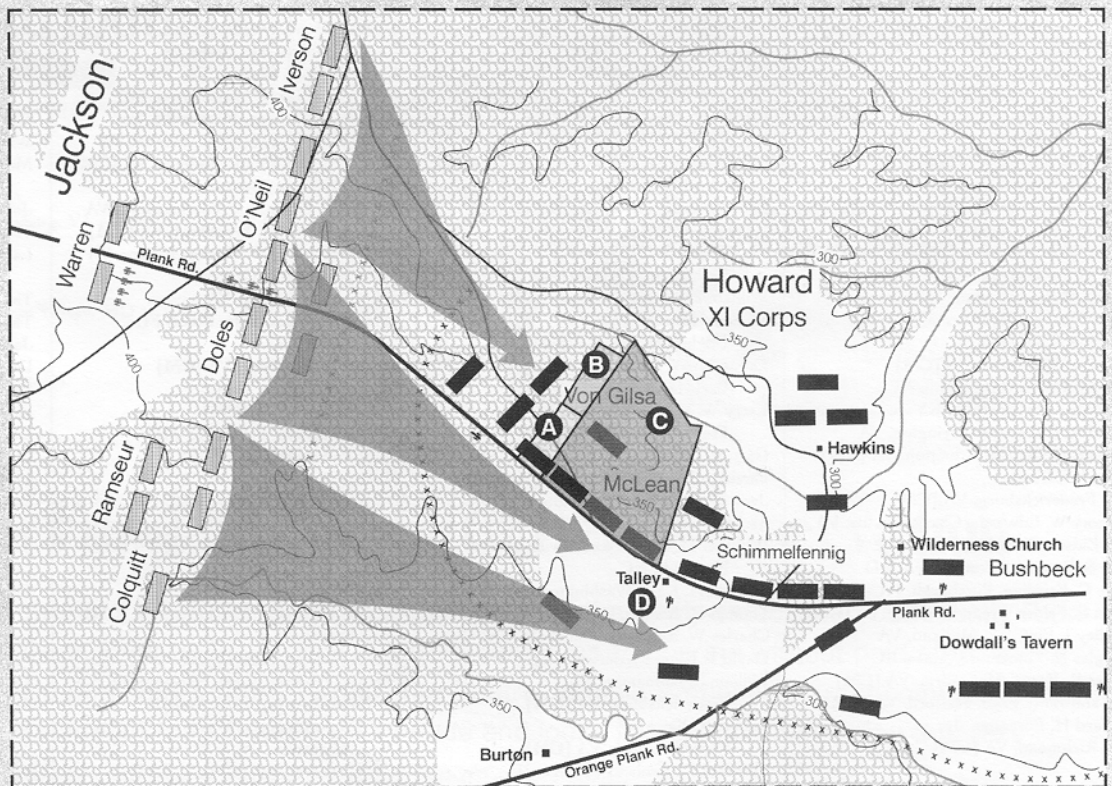 Jackson
Iverson
400
O'Neil
Warren
Plank Rd.
Doles
400
Ramseur
Colquitt
Howard
XI Corps
300
350
B
Von Gilsa
A
C
McLean
350
Hawkins
300
Schimmelfennig
Wilderness Church
Bushbeck
Talley
D
350
Plank Rd.
Dowdall's Tavern
350
300
Burton
Orange Plank Rd.